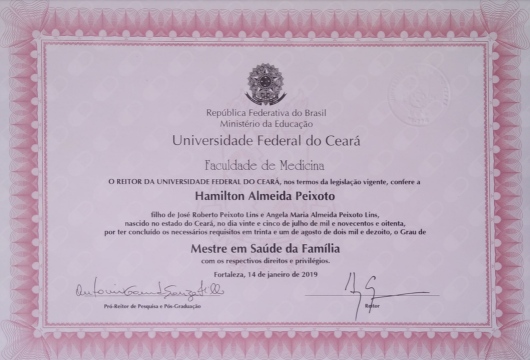 República Federativa do Brasil
Ministério da Educação
Universidade Federal do Ceará
Faculdade de Medicina
O REITOR DA UNIVERSIDADE FEDERAL DO CEARÁ, nos termos da legislação vigente, confere a
Hamilton Almeida Peixoto
filho de José Roberto Peixoto Lins e Angela Maria Almeida Peixoto Lins,
nascido no estado do Ceará, no dia vinte e cinco de julho de mil e novecentos e oitenta,
por ter concluído os necessários requisitos em trinta e um de agosto de dois mil e dezoito, o Grau de
Mestre em Saúde da Família
com os respectivos direitos e privilégios.
Fortaleza, 14 de janeiro de 2019
Pró-Reitor de Pesquisa e Pós-Graduação
Reitor